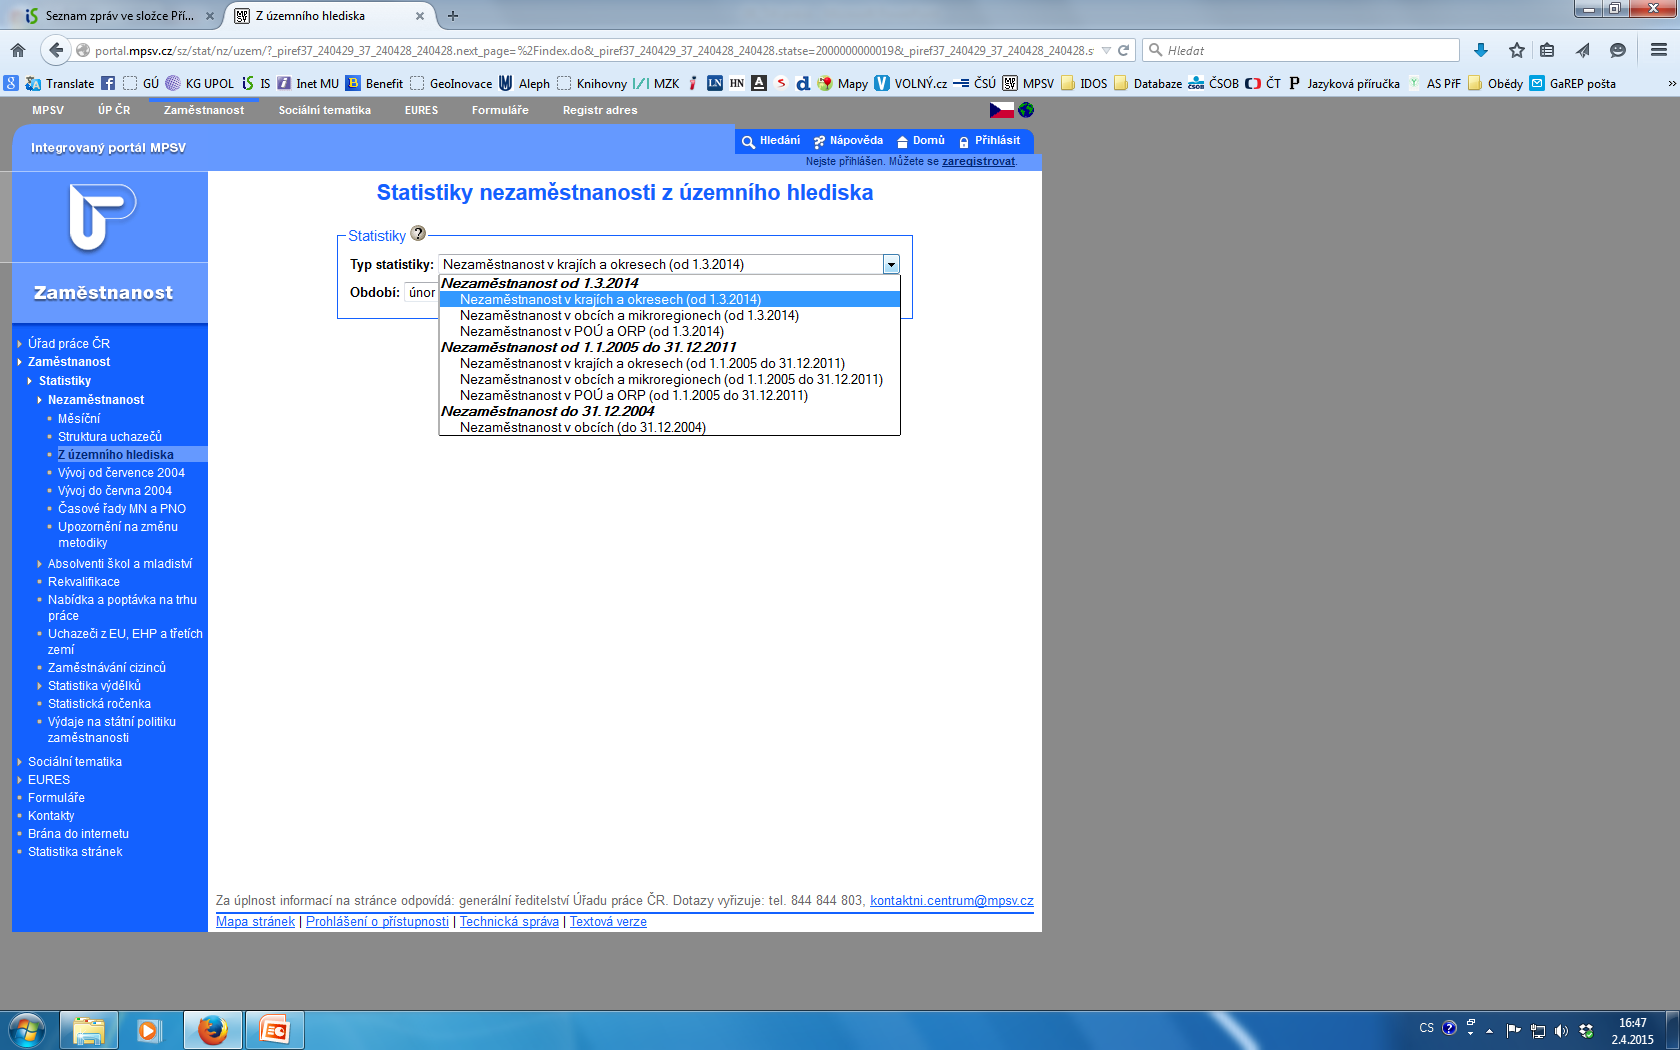 Seznam zpráv ve složce Pří...
Z územního hlediska
portal.mpsv.cz/sz/stat/nz/uzem/?_piref37_240429_37_240428_240428.next_page=%2Findex.do&_piref37_240429_37_240428_240428.statse=2000000000019&_piref37_240429_37_240428_240428.s
Hledat
Translate GÚ KG UPOL IS Inet MU Benefit GeoInovace Aleph Knihovny MZK LN HN Mapy VOLNÝ.cz ČSÚ MPSV IDOS Databaze ČSOB ČT Jazyková příručka AS PřF Obědy GaREP pošta
MPSV ÚP ČR Zaměstnanost Sociální tematika EURES Formuláře Registr adres
Integrovaný portál MPSV
Hledání Nápověda Domů Přihlásit
Nejste přihlášen. Můžete se zaregistrovat.
Zaměstnanost
Úřad práce ČR
Zaměstnanost
Statistiky
Nezaměstnanost
Měsíční
Struktura uchazečů
Z územního hlediska
Vývoj od července 2004
Vývoj do června 2004
Časové řady MN a PNO
Upozornění na změnu
metodiky
Absolventi škol a mladiství
Rekvalifikace
Nabídka a poptávka na trhu
práce
Uchazeči z EU, EHP a třetích
zemí
Zaměstnávání cizinců
Statistika výdělků
Statistická ročenka
Výdaje na státní politiku
zaměstnanosti
Sociální tematika
EURES
Formuláře
Kontakty
Brána do internetu
Statistika stránek
Statistiky nezaměstnanosti z územního hlediska
Statistiky
Typ statistiky: Nezaměstnanost v krajích a okresech (od 1.3.2014)
Období: únor
Nezaměstnanost od 1.3.2014
Nezaměstnanost v krajích a okresech (od 1.3.2014)
Nezaměstnanost v obcích a mikroregionech (od 1.3.2014)
Nezaměstnanost v POÚ a ORP (od 1.3.2014)
Nezaměstnanost od 1.1.2005 do 31.12.2011
Nezaměstnanost v krajích a okresech (od 1.1.2005 do 31.12.2011)
Nezaměstnanost v obcích a mikroregionech (od 1.1.2005 do 31.12.2011)
Nezaměstnanost v POÚ a ORP (od 1.1.2005 do 31.12.2011)
Nezaměstnanost do 31.12.2004
Nezaměstnanost v obcích (do 31.12.2004)
Za úplnost informací na stránce odpovídá: generální ředitelství Úřadu práce ČR. Dotazy vyřizuje: tel. 844 844 803, kontaktni.centrum@mpsv.cz
Mapa stránek | Prohlášení o přístupnosti | Technická správa | Textová verze
CS
16:47
2.4.2015